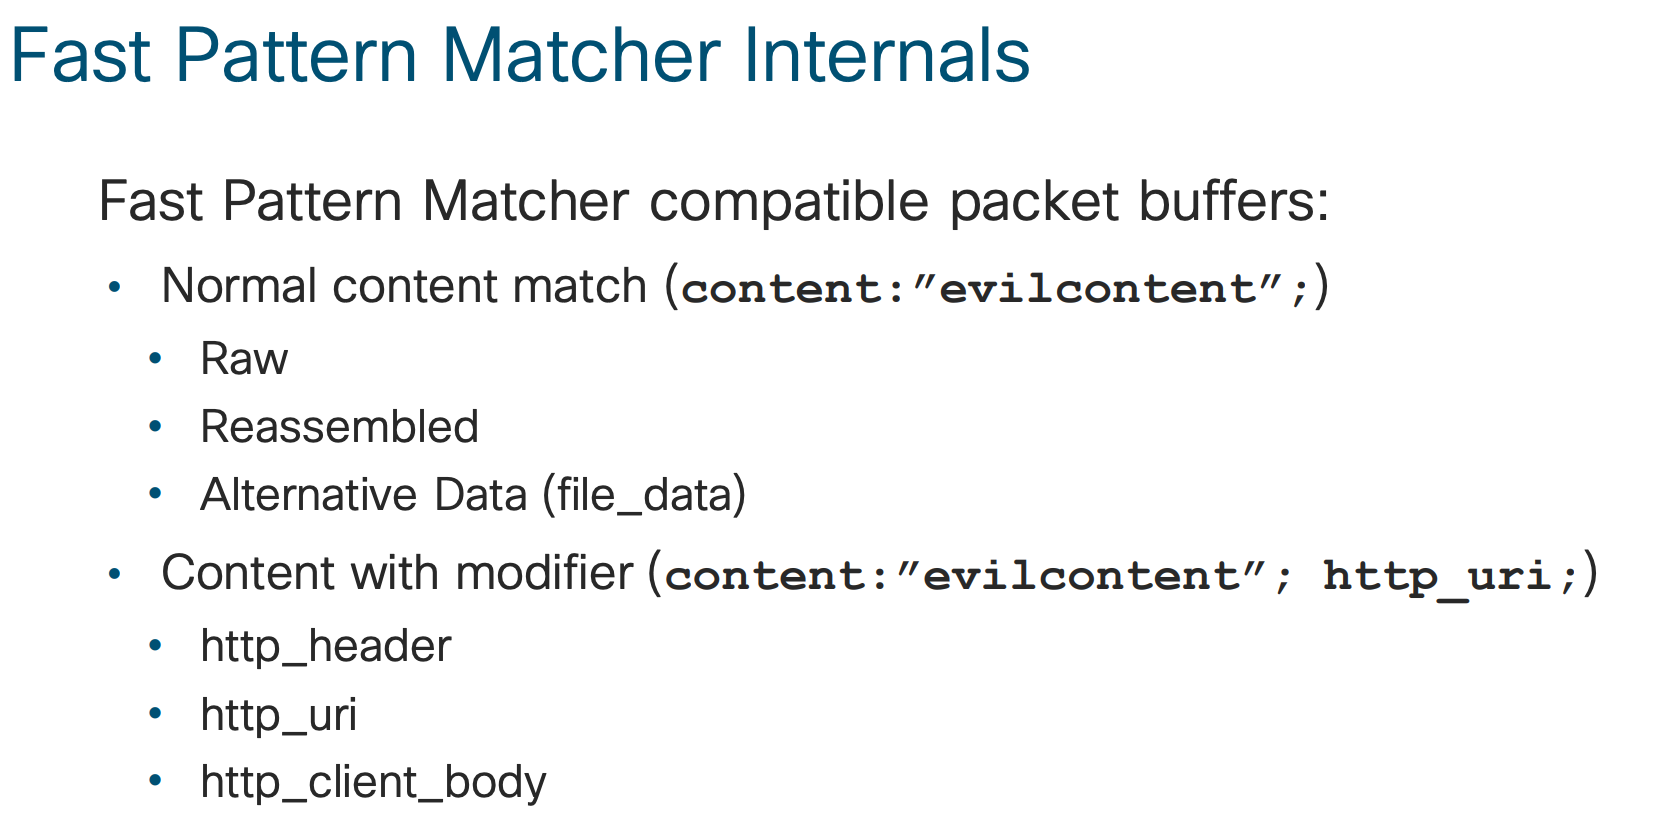 Fast Pattern Matcher Internals
Fast Pattern Matcher compatible packet buffers:
• Normal content match (content:”evilcontent”;)
• Raw
• Reassembled
• Alternative Data (file_data)
• Content with modifier (content:”evilcontent”; http_uri;)
• http_header
• http_uri
• http_client_body